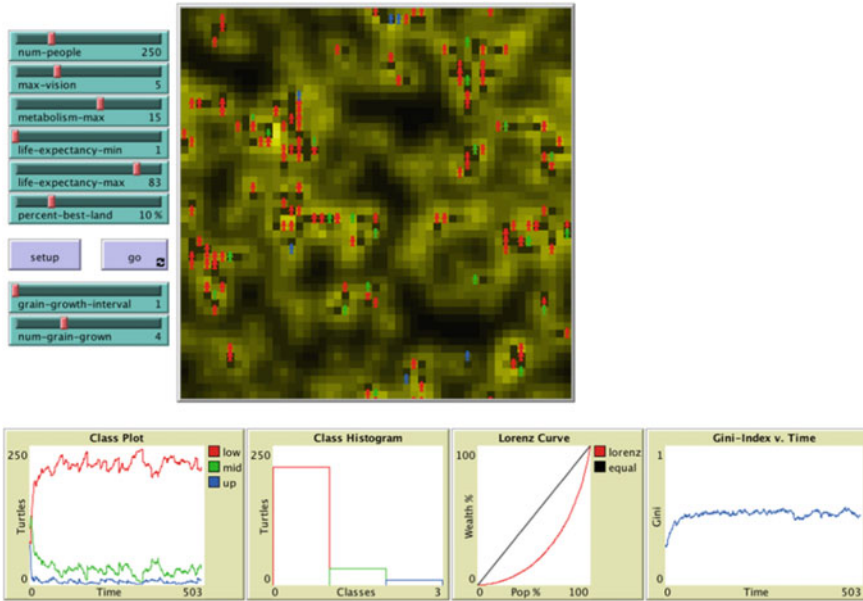 num-people 250
max-vision 5
metabolism-max 15
life-expectancy-min 1
life-expectancy-max 83
percent-best-land 10 %
setup go
grain-growth-interval 1
num-grain-grown 4
Class Plot
250
low
mid
up
Turtles
0
0 Time 503
Class Histogram
250
Turtles
0
0 Classes 3
Lorenz Curve
100
lorenz
equal
Wealth %
0
0 Pop % 100
Gini-Index v. Time
1
Gini
0
0 Time 503